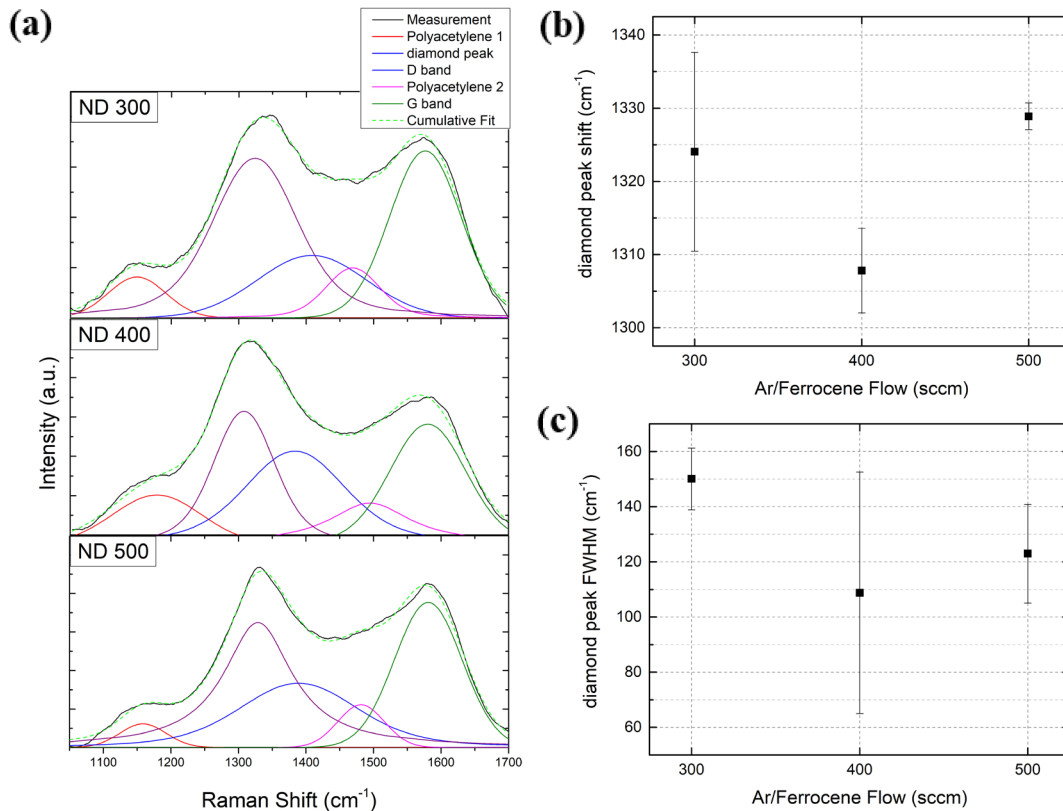 (a)
Measurement
Polyacetylene 1
diamond peak
D band
Polyacetylene 2
G band
Cumulative Fit
ND 300
ND 400
ND 500
Intensity (a.u.)
1100 1200 1300 1400 1500 1600 1700
Raman Shift (cm⁻¹)
(b)
1340
1330
1320
1310
1300
diamond peak shift (cm⁻¹)
300 400 500
Ar/Ferrocene Flow (sccm)
(c)
160
140
120
100
80
60
diamond peak FWHM (cm⁻¹)
300 400 500
Ar/Ferrocene Flow (sccm)